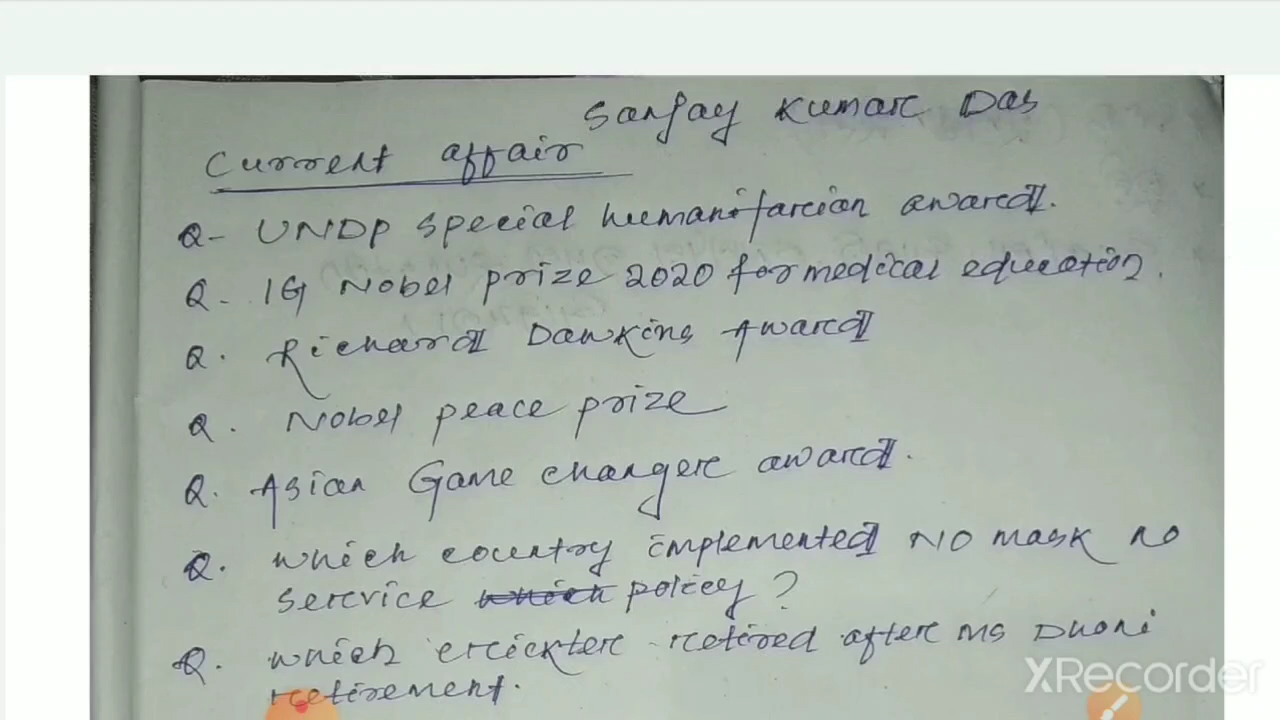 Sanjay Kumar Das
Current affair
Q- UNDP special humanitarian award.
Q- IG Nobel prize 2020 for medical education.
Q. Richard Dawkins Award
Q. Nobel peace prize
Q. Asian Game changer award.
Q. which country implemented NO mask no
service which policy?
Q. which crickter retired after MS Dhoni
retirement.
XRecorder